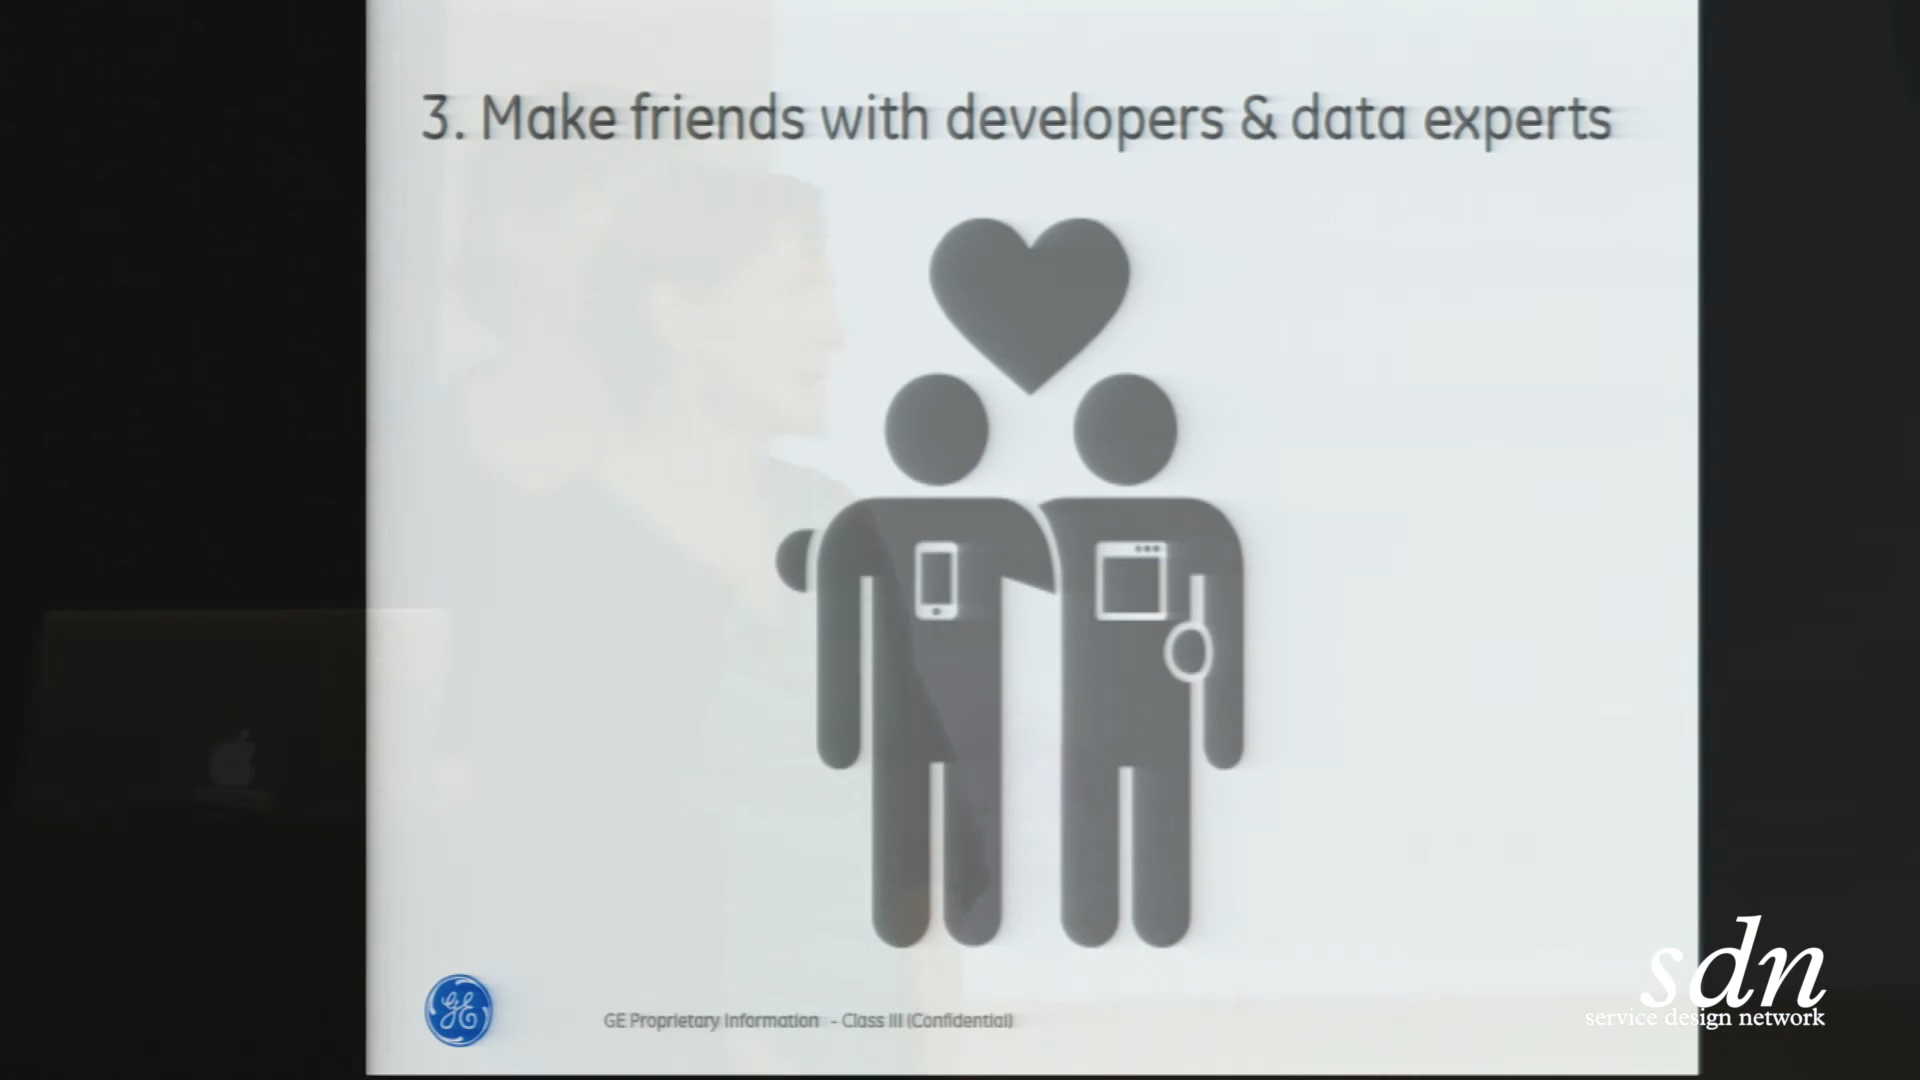 3. Make friends with developers & data experts
GE
GE Proprietary Information - Class III (Confidential)
sdn
service design network